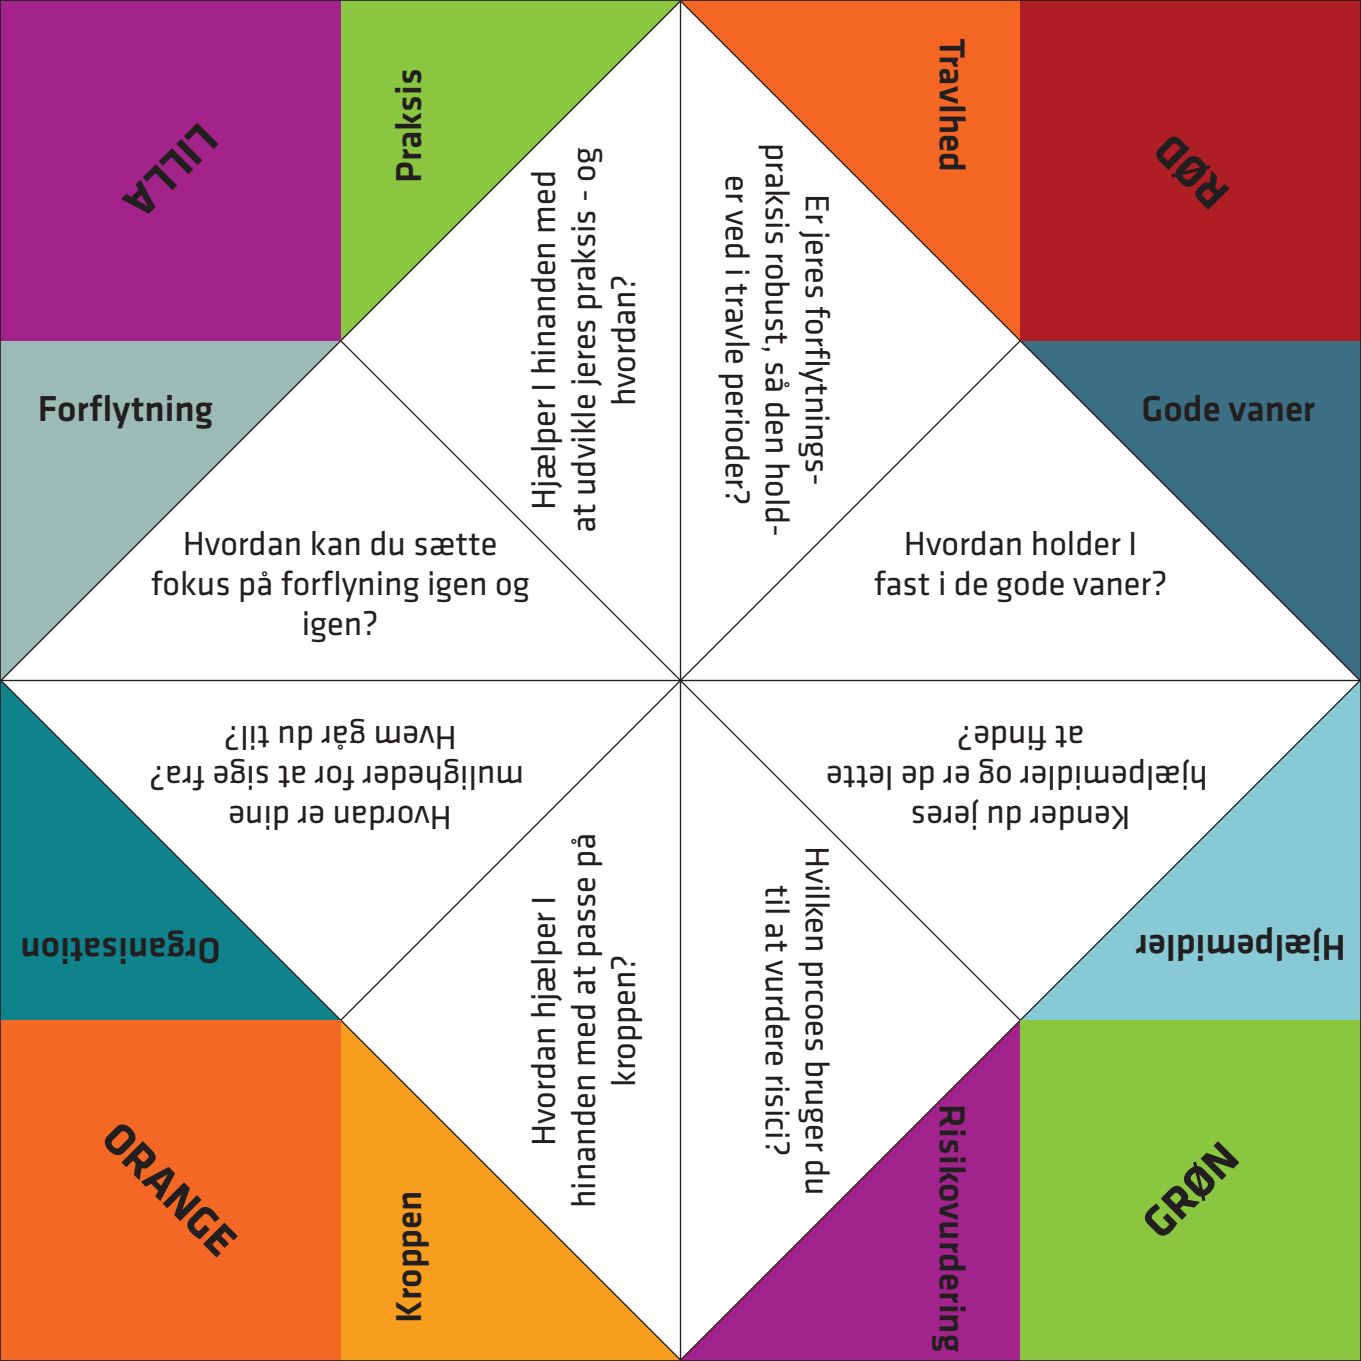 LILLA
Praksis
Hjælper I hinanden med
at udvikle jeres praksis - og
hvordan?
Travlhed
Er jeres forflytnings-
praksis robust, så den hold-
er ved i travle perioder?
RØD
Forflytning
Hvordan kan du sætte
fokus på forflyning igen og
igen?
Gode vaner
Hvordan holder I
fast i de gode vaner?
Organisation
Hvordan er dine
muligheder for at sige fra?
Hvem går du til?
Hjælpemidler
Kender du jeres
hjælpemidler og er de lette
at finde?
ORANGE
Kroppen
Hvordan hjælper I
hinanden med at passe på
kroppen?
Risikovurdering
Hvilken prcoes bruger du
til at vurdere risici?
GRØN